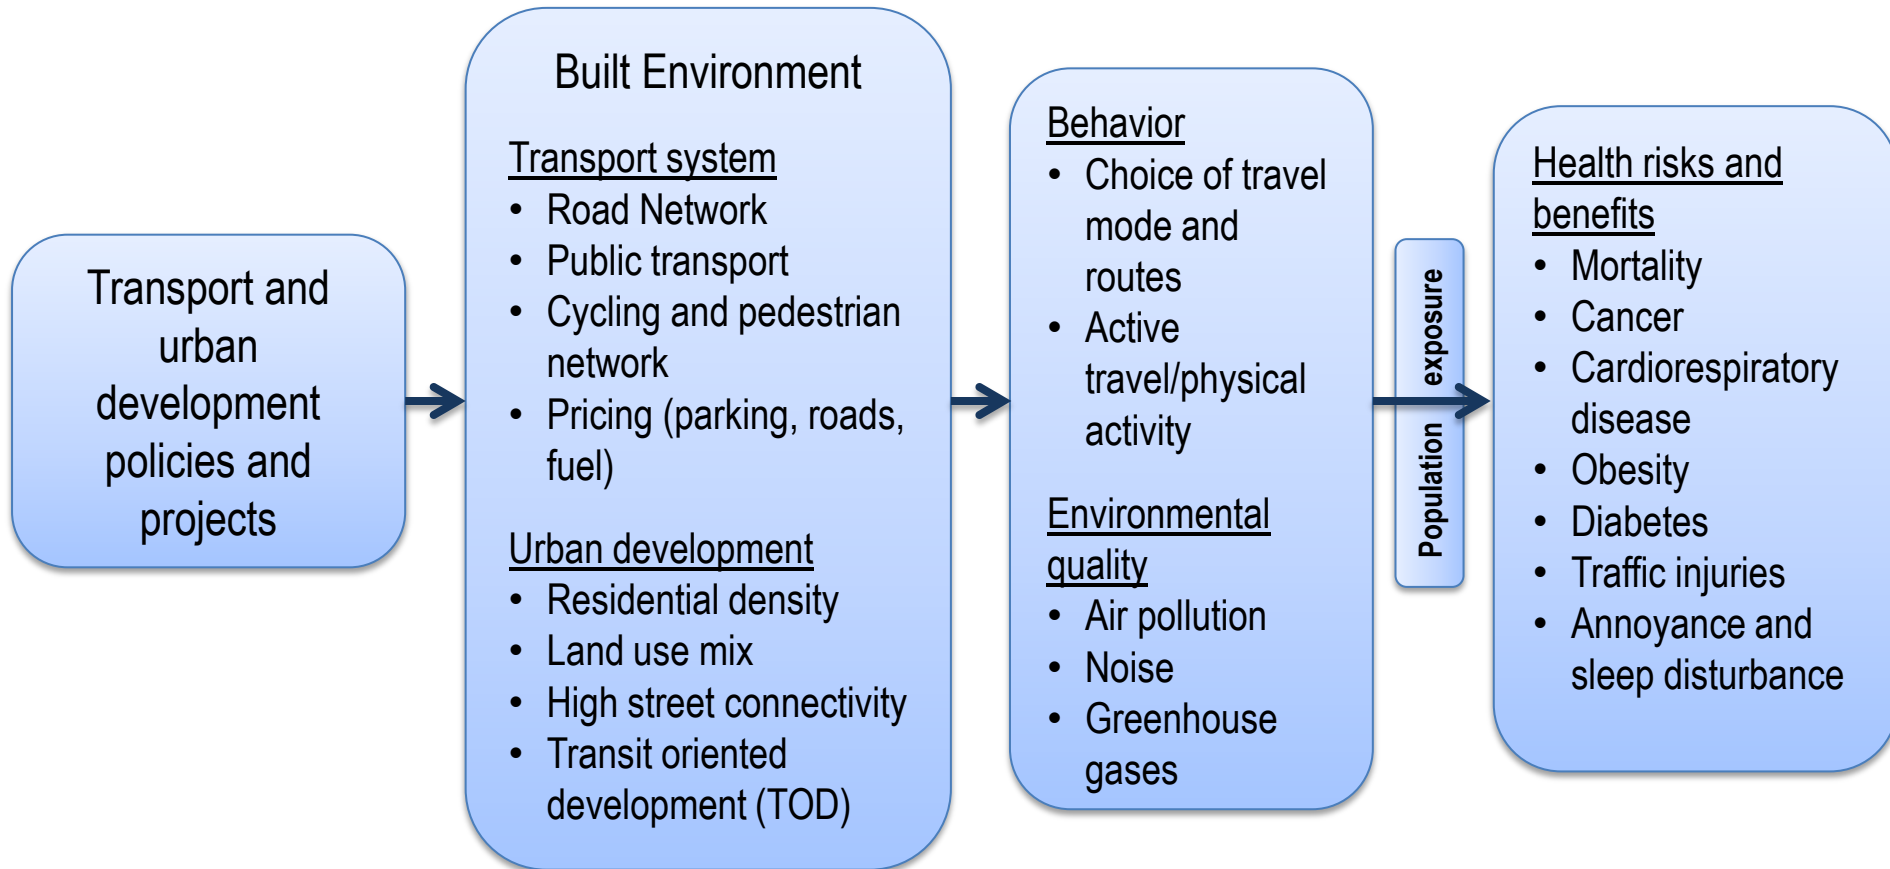 Transport and
urban
development
policies and
projects
Built Environment
Transport system
• Road Network
• Public transport
• Cycling and pedestrian
network
• Pricing (parking, roads,
fuel)
Urban development
• Residential density
• Land use mix
• High street connectivity
• Transit oriented
development (TOD)
Behavior
• Choice of travel
mode and
routes
• Active
travel/physical
activity
Environmental
quality
• Air pollution
• Noise
• Greenhouse
gases
Population exposure
Health risks and
benefits
• Mortality
• Cancer
• Cardiorespiratory
disease
• Obesity
• Diabetes
• Traffic injuries
• Annoyance and
sleep disturbance